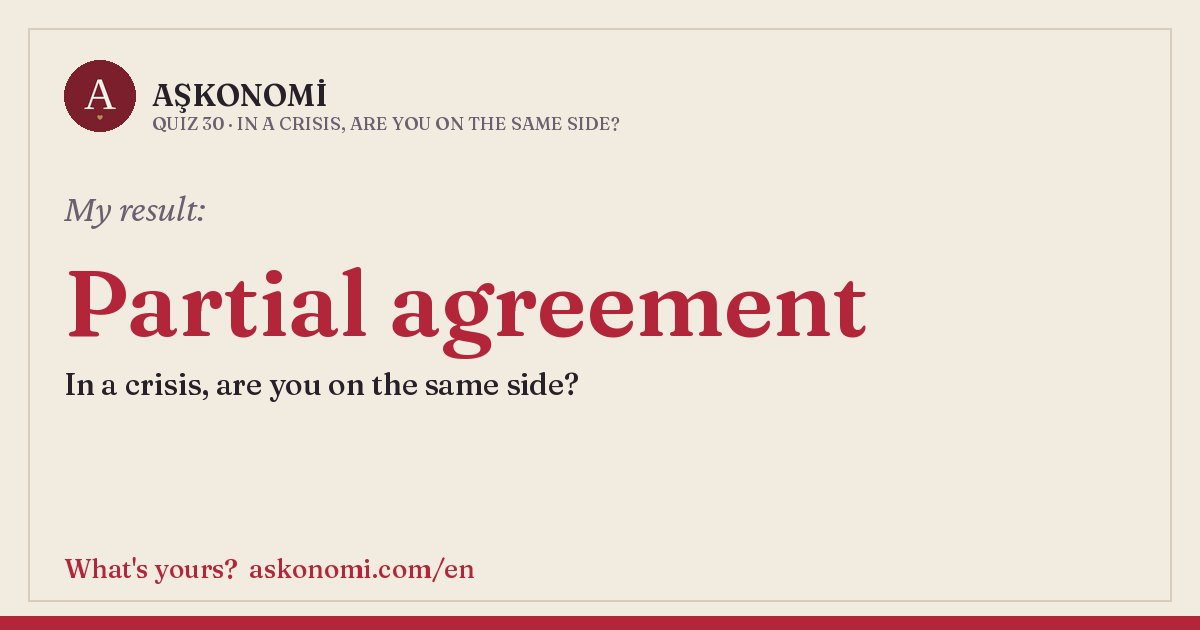 A
AŞKONOMİ
QUIZ 30 · IN A CRISIS, ARE YOU ON THE SAME SIDE?
My result:
Partial agreement
In a crisis, are you on the same side?
What's yours? askonomi.com/en